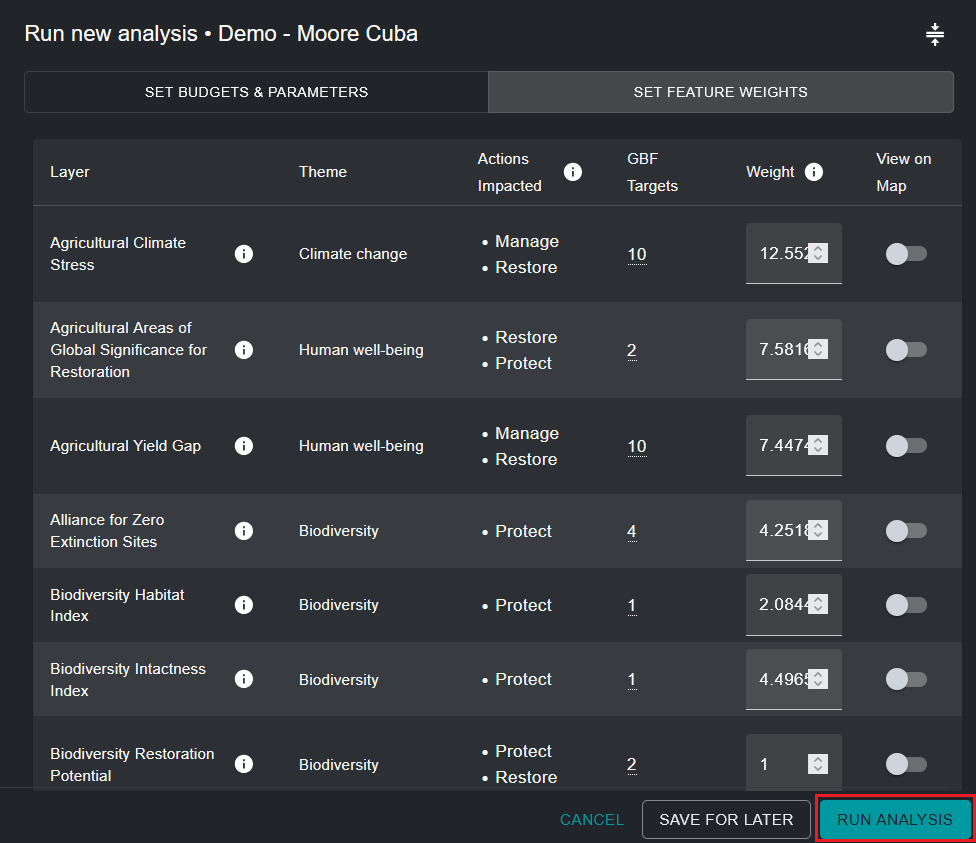 Run new analysis • Demo - Moore Cuba
SET BUDGETS & PARAMETERS
SET FEATURE WEIGHTS
Layer
Theme
Actions
Impacted
GBF
Targets
Weight
View on
Map
Agricultural Climate
Stress
Climate change
• Manage
• Restore
10
12.552
Agricultural Areas of
Global Significance for
Restoration
Human well-being
• Restore
• Protect
2
7.5816
Agricultural Yield Gap
Human well-being
• Manage
• Restore
10
7.4474
Alliance for Zero
Extinction Sites
Biodiversity
• Protect
4
4.2518
Biodiversity Habitat
Index
Biodiversity
• Protect
1
2.0844
Biodiversity Intactness
Index
Biodiversity
• Protect
1
4.4965
Biodiversity Restoration
Potential
Biodiversity
• Protect
• Restore
2
1
CANCEL
SAVE FOR LATER
RUN ANALYSIS